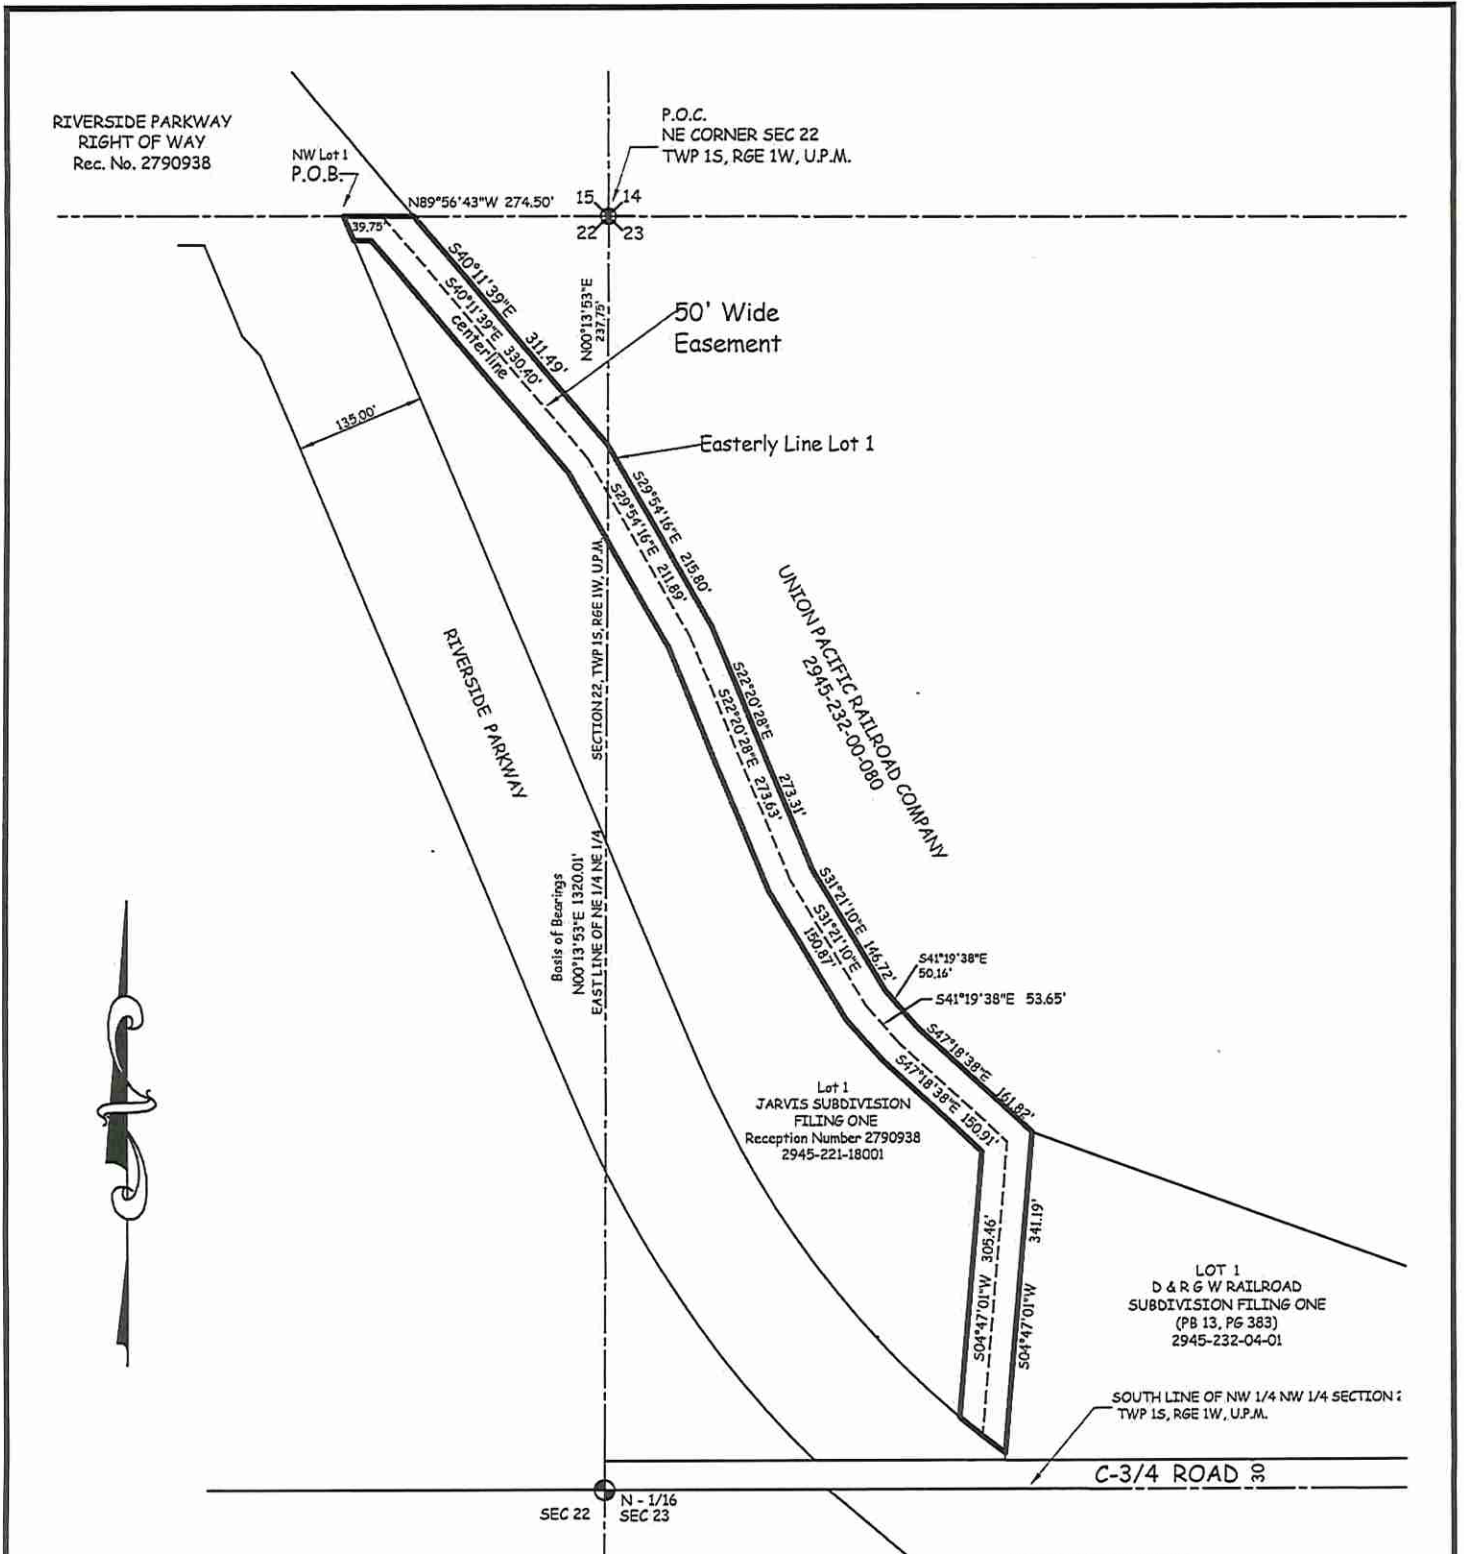 RIVERSIDE PARKWAY
RIGHT OF WAY
Rec. No. 2790938
NW Lot 1
P.O.B.
P.O.C.
NE CORNER SEC 22
TWP 1S, RGE 1W, U.P.M.
N89°56'43"W 274.50'
15 14
22 23
39.75'
S40°11'39"E 311.49'
S40°11'39"E 330.40'
centerline
N00°13'53"E
237.75'
50' Wide
Easement
135.00'
Easterly Line Lot 1
S29°54'16"E 215.80'
S29°54'16"E 211.89'
SECTION 22, TWP 1S, RGE 1W, U.P.M.
UNION PACIFIC RAILROAD COMPANY
2945-232-00-080
RIVERSIDE PARKWAY
S22°20'28"E 273.31'
S22°20'28"E 273.63'
Basis of Bearings
N00°13'53"E 1320.01'
EAST LINE OF NE 1/4 NE 1/4
S31°21'10"E 146.72'
S31°21'10"E
150.87'
S41°19'38"E
50.16'
S41°19'38"E 53.65'
S47°18'38"E 161.82'
S47°18'38"E 150.91'
Lot 1
JARVIS SUBDIVISION
FILING ONE
Reception Number 2790938
2945-221-18001
S04°47'01"W 305.46'
S04°47'01"W 341.19'
LOT 1
D & R G W RAILROAD
SUBDIVISION FILING ONE
(PB 13, PG 383)
2945-232-04-01
SOUTH LINE OF NW 1/4 NW 1/4 SECTION
TWP 1S, RGE 1W, U.P.M.
C-3/4 ROAD 30
N - 1/16
SEC 22 SEC 23